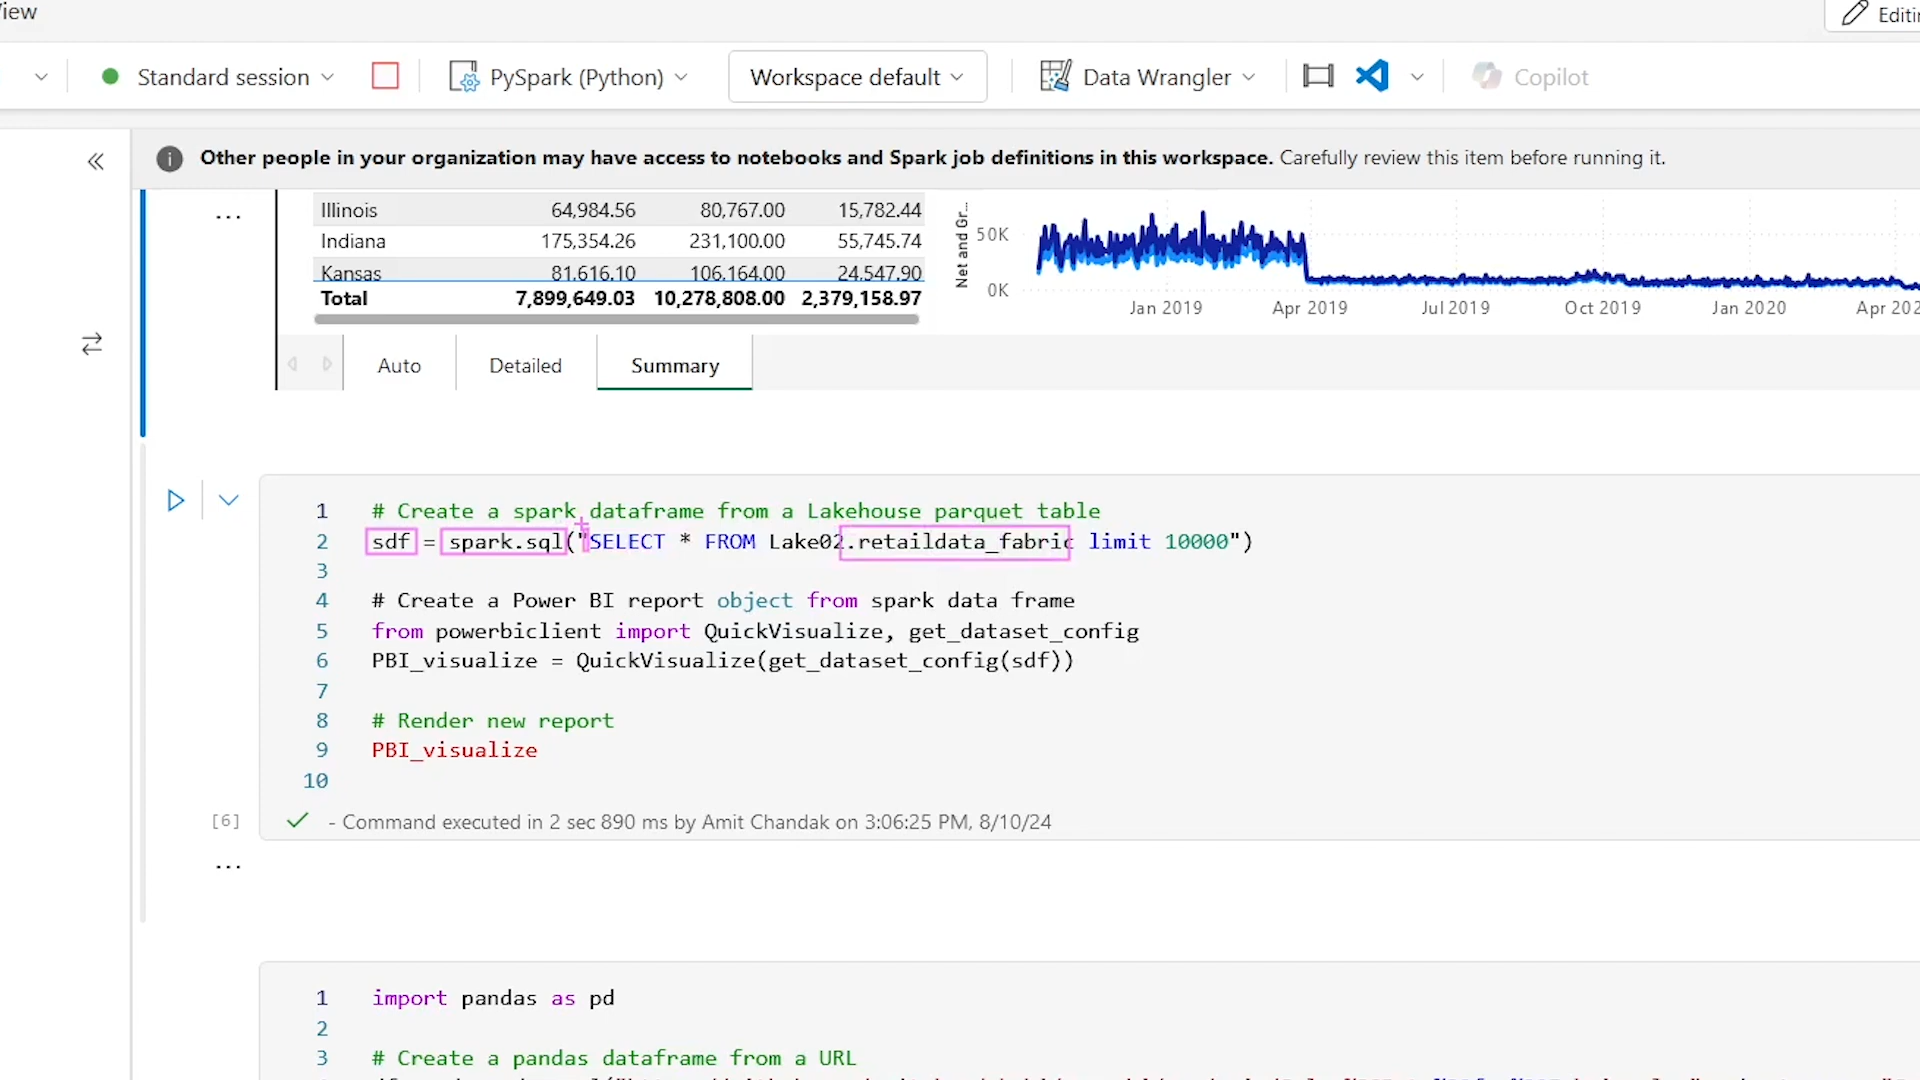 View
Editi
Standard session
PySpark (Python)
Workspace default
Data Wrangler
Copilot
Other people in your organization may have access to notebooks and Spark job definitions in this workspace. Carefully review this item before running it.
Illinois 64,984.56 80,767.00 15,782.44
Indiana 175,354.26 231,100.00 55,745.74
Kansas 81,616.10 106,164.00 24,547.90
Total 7,899,649.03 10,278,808.00 2,379,158.97
Net and Gr...
50K
0K
Jan 2019 Apr 2019 Jul 2019 Oct 2019 Jan 2020 Apr 202
Auto Detailed Summary
1 # Create a spark dataframe from a Lakehouse parquet table
2 sdf = spark.sql("SELECT * FROM Lake02.retaildata_fabric limit 10000")
3
4 # Create a Power BI report object from spark data frame
5 from powerbiclient import QuickVisualize, get_dataset_config
6 PBI_visualize = QuickVisualize(get_dataset_config(sdf))
7
8 # Render new report
9 PBI_visualize
10
[6] - Command executed in 2 sec 890 ms by Amit Chandak on 3:06:25 PM, 8/10/24
1 import pandas as pd
2
3 # Create a pandas dataframe from a URL